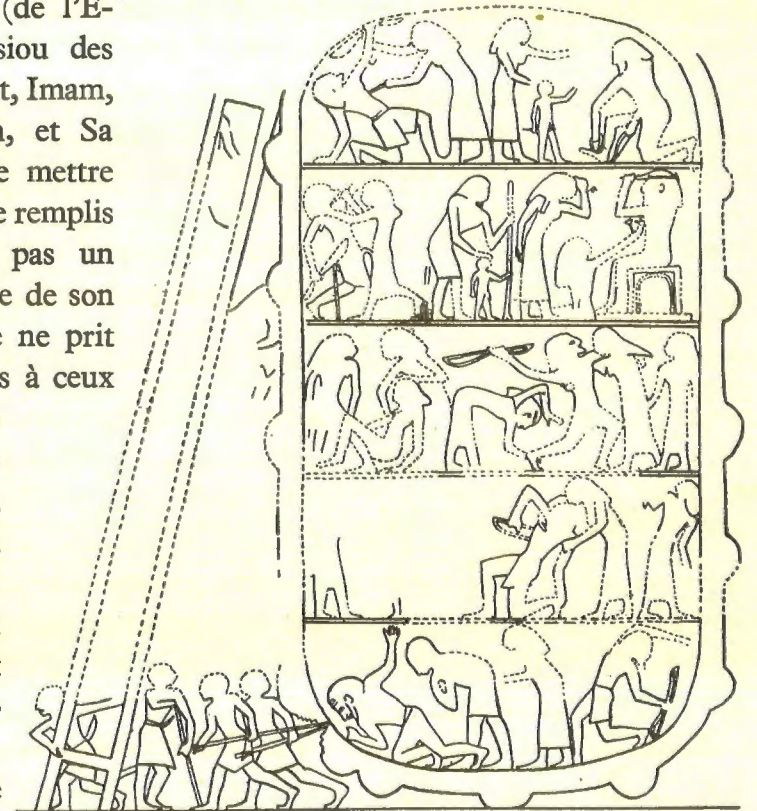 (de l'É-
siou des
t, Imam,
, et Sa
e mettre
e remplis
pas un
e de son
e ne prit
s à ceux